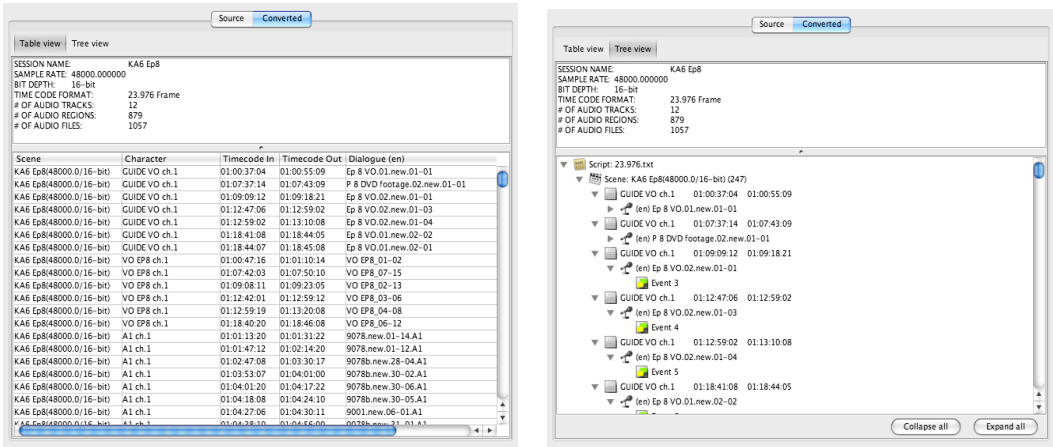 Source Converted
Table view Tree view
SESSION NAME: KA6 Ep8
SAMPLE RATE: 48000.000000
BIT DEPTH: 16-bit
TIME CODE FORMAT: 23.976 Frame
# OF AUDIO TRACKS: 12
# OF AUDIO REGIONS: 879
# OF AUDIO FILES: 1057
Scene Character Timecode In Timecode Out Dialogue (en)
KA6 Ep8(48000.0/16-bit) GUIDE VO ch.1 01:00:37:04 01:00:55:09 Ep 8 VO.01.new.01-01
KA6 Ep8(48000.0/16-bit) GUIDE VO ch.1 01:07:37:14 01:07:43:09 P 8 DVD footage.02.new.01-01
KA6 Ep8(48000.0/16-bit) GUIDE VO ch.1 01:09:09:12 01:09:18:21 Ep 8 VO.02.new.01-01
KA6 Ep8(48000.0/16-bit) GUIDE VO ch.1 01:12:47:06 01:12:59:02 Ep 8 VO.02.new.01-03
KA6 Ep8(48000.0/16-bit) GUIDE VO ch.1 01:12:59:02 01:13:10:08 Ep 8 VO.02.new.01-04
KA6 Ep8(48000.0/16-bit) GUIDE VO ch.1 01:18:41:08 01:18:44:05 Ep 8 VO.02.new.02-02
KA6 Ep8(48000.0/16-bit) GUIDE VO ch.1 01:18:44:07 01:18:45:08 Ep 8 VO.02.new.02-01
KA6 Ep8(48000.0/16-bit) VO EP8 ch.1 01:00:47:16 01:01:10:14 VO EP8_01-02
KA6 Ep8(48000.0/16-bit) VO EP8 ch.1 01:07:42:03 01:07:50:10 VO EP8_07-15
KA6 Ep8(48000.0/16-bit) VO EP8 ch.1 01:09:08:11 01:09:23:05 VO EP8_02-13
KA6 Ep8(48000.0/16-bit) VO EP8 ch.1 01:12:42:01 01:12:59:12 VO EP8_03-06
KA6 Ep8(48000.0/16-bit) VO EP8 ch.1 01:12:59:19 01:13:20:08 VO EP8_04-08
KA6 Ep8(48000.0/16-bit) VO EP8 ch.1 01:18:40:20 01:18:46:08 VO EP8_06-12
KA6 Ep8(48000.0/16-bit) A1 ch.1 01:01:13:20 01:01:31:22 9078.new.01-14.A1
KA6 Ep8(48000.0/16-bit) A1 ch.1 01:01:47:12 01:02:14:20 9078.new.01-12.A1
KA6 Ep8(48000.0/16-bit) A1 ch.1 01:02:47:08 01:03:30:17 9078b.new.28-04.A1
KA6 Ep8(48000.0/16-bit) A1 ch.1 01:03:53:07 01:04:01:00 9078b.new.30-02.A1
KA6 Ep8(48000.0/16-bit) A1 ch.1 01:04:01:20 01:04:17:22 9078b.new.30-06.A1
KA6 Ep8(48000.0/16-bit) A1 ch.1 01:04:18:08 01:04:24:10 9078b.new.30-05.A1
KA6 Ep8(48000.0/16-bit) A1 ch.1 01:04:27:06 01:04:30:11 9001.new.06-01.A1
KA6 Ep8(48000.0/16-bit) A1 ch.1 01:04:38:10 01:04:56:00 9078b.new.31-01.A1
Source Converted
Table view Tree view
SESSION NAME: KA6 Ep8
SAMPLE RATE: 48000.000000
BIT DEPTH: 16-bit
TIME CODE FORMAT: 23.976 Frame
# OF AUDIO TRACKS: 12
# OF AUDIO REGIONS: 879
# OF AUDIO FILES: 1057
Script: 23.976.txt
Scene: KA6 Ep8(48000.0/16-bit) (247)
GUIDE VO ch.1 01:00:37:04 01:00:55:09
(en) Ep 8 VO.01.new.01-01
GUIDE VO ch.1 01:07:37:14 01:07:43:09
(en) P 8 DVD footage.02.new.01-01
GUIDE VO ch.1 01:09:09:12 01:09:18:21
(en) Ep 8 VO.02.new.01-01
Event 3
GUIDE VO ch.1 01:12:47:06 01:12:59:02
(en) Ep 8 VO.02.new.01-03
Event 4
GUIDE VO ch.1 01:12:59:02 01:13:10:08
(en) Ep 8 VO.02.new.01-04
Event 5
GUIDE VO ch.1 01:18:41:08 01:18:44:05
(en) Ep 8 VO.02.new.02-02
Collapse all Expand all